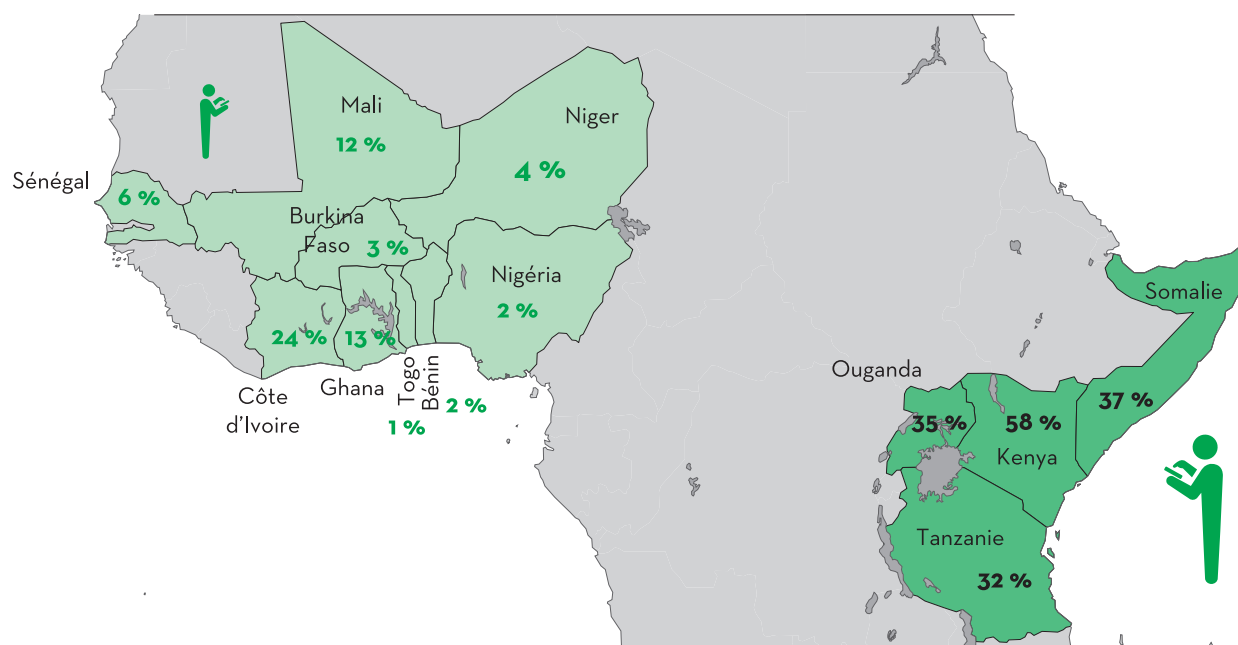 Mali
12 %
Niger
4 %
Sénégal
6 %
Burkina
Faso
3 %
Nigéria
2 %
24 %
13 %
Côte
d'Ivoire
Ghana
Togo
1 %
Bénin
2 %
Somalie
37 %
Ouganda
35 %
58 %
Kenya
Tanzanie
32 %